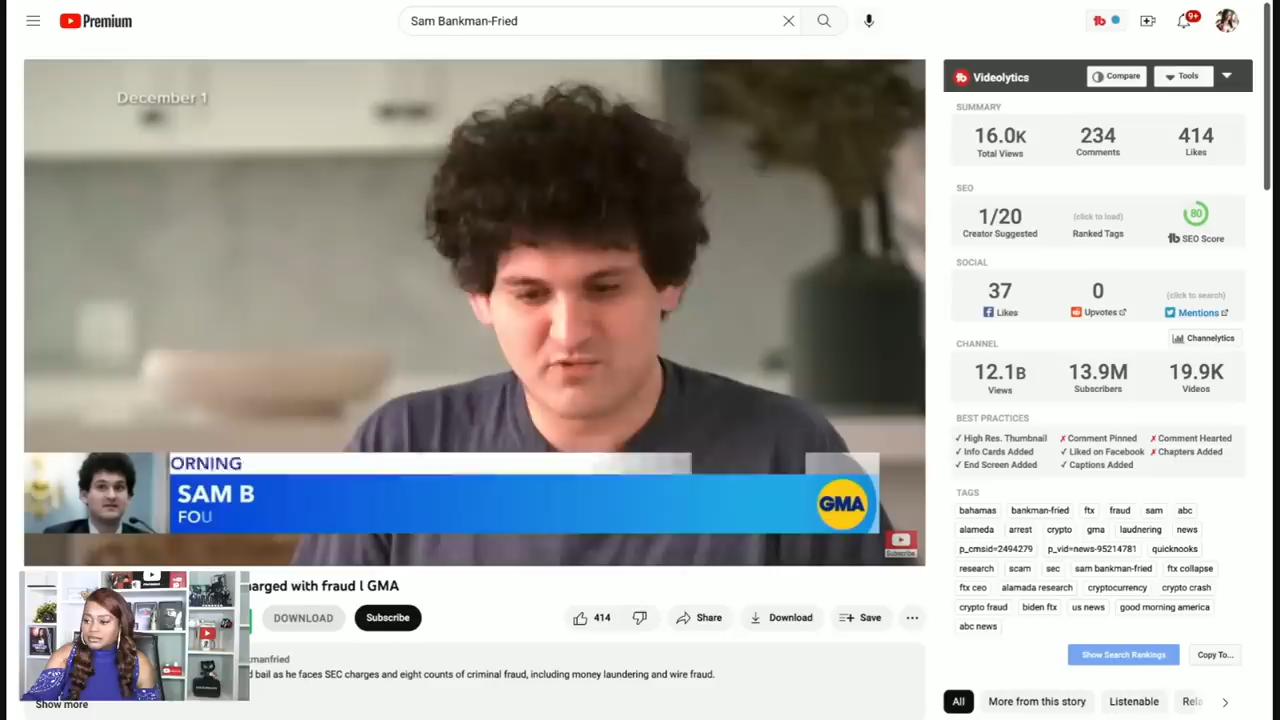 Premium
Sam Bankman-Fried
9+
December 1
ORNING
SAM B
FOU
GMA
Subscribe
arged with fraud l GMA
DOWNLOAD
Subscribe
414
Share
Download
Save
manfried
bail as he faces SEC charges and eight counts of criminal fraud, including money laundering and wire fraud.
Show more
Videolytics
Compare
Tools
SUMMARY
16.0K
234
414
Total Views
Comments
Likes
SEO
1/20
(click to load)
80
Creator Suggested
Ranked Tags
SEO Score
SOCIAL
37
0
(click to search)
Likes
Upvotes
Mentions
Channelytics
CHANNEL
12.1B
13.9M
19.9K
Views
Subscribers
Videos
BEST PRACTICES
✓ High Res. Thumbnail ✗ Comment Pinned ✗ Comment Hearted
✓ Info Cards Added ✓ Liked on Facebook ✗ Chapters Added
✓ End Screen Added ✓ Captions Added
TAGS
bahamas bankman-fried ftx fraud sam abc
alameda arrest crypto gma laudnering news
p_cmsid=2494279 p_vid=news-95214781 quicknooks
research scam sec sam bankman-fried ftx collapse
ftx ceo alamada research cryptocurrency crypto crash
crypto fraud biden ftx us news good morning america
abc news
Show Search Rankings
Copy To...
All More from this story Listenable Rela